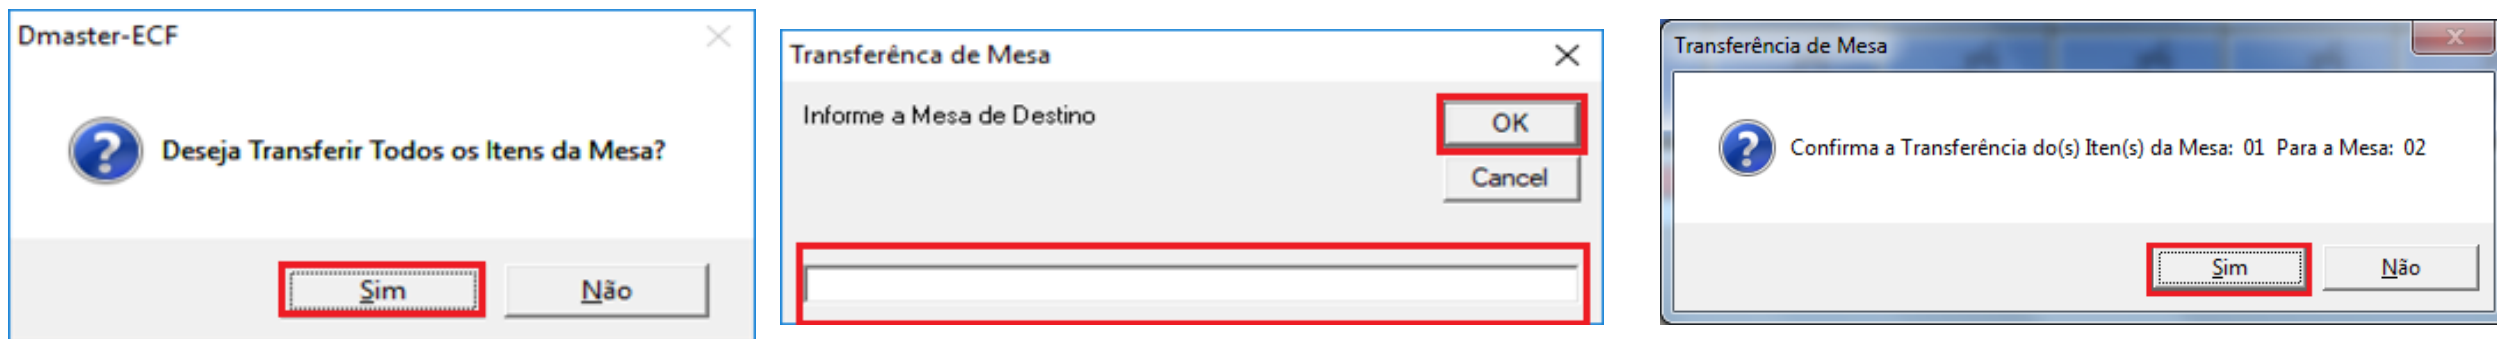 Dmaster-ECF
Deseja Transferir Todos os Itens da Mesa?
Sim
Não
Transferênca de Mesa
Informe a Mesa de Destino
OK
Cancel
Transferência de Mesa
Confirma a Transferência do(s) Iten(s) da Mesa: 01 Para a Mesa: 02
Sim
Não